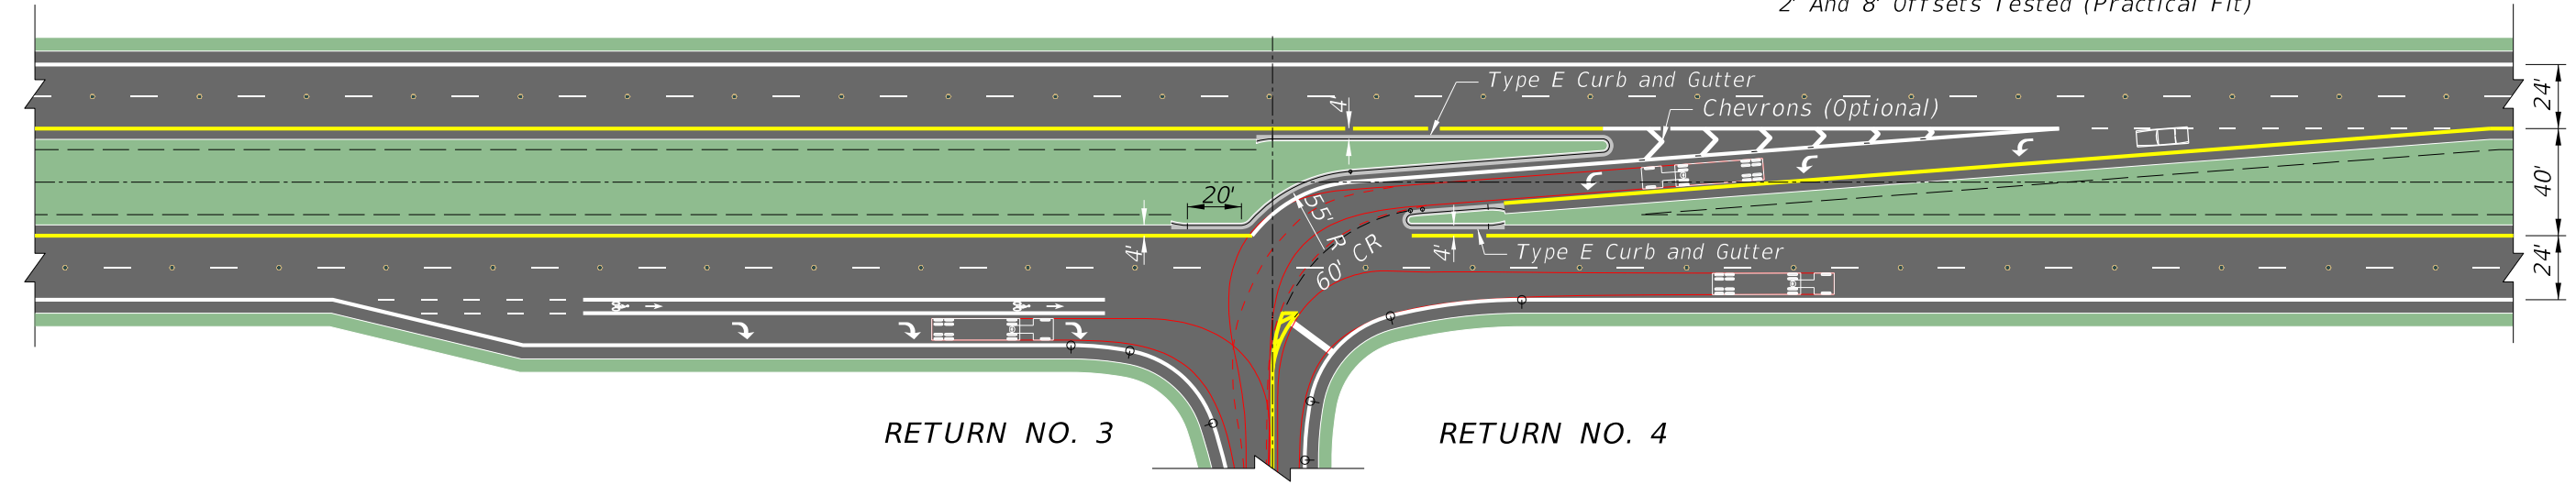 2' And 8' Offsets Tested (Practical Fit)
Type E Curb and Gutter
4'
Chevrons (Optional)
24'
20'
55' R
60' CR
40'
4'
4'
Type E Curb and Gutter
24'
RETURN NO. 3
RETURN NO. 4